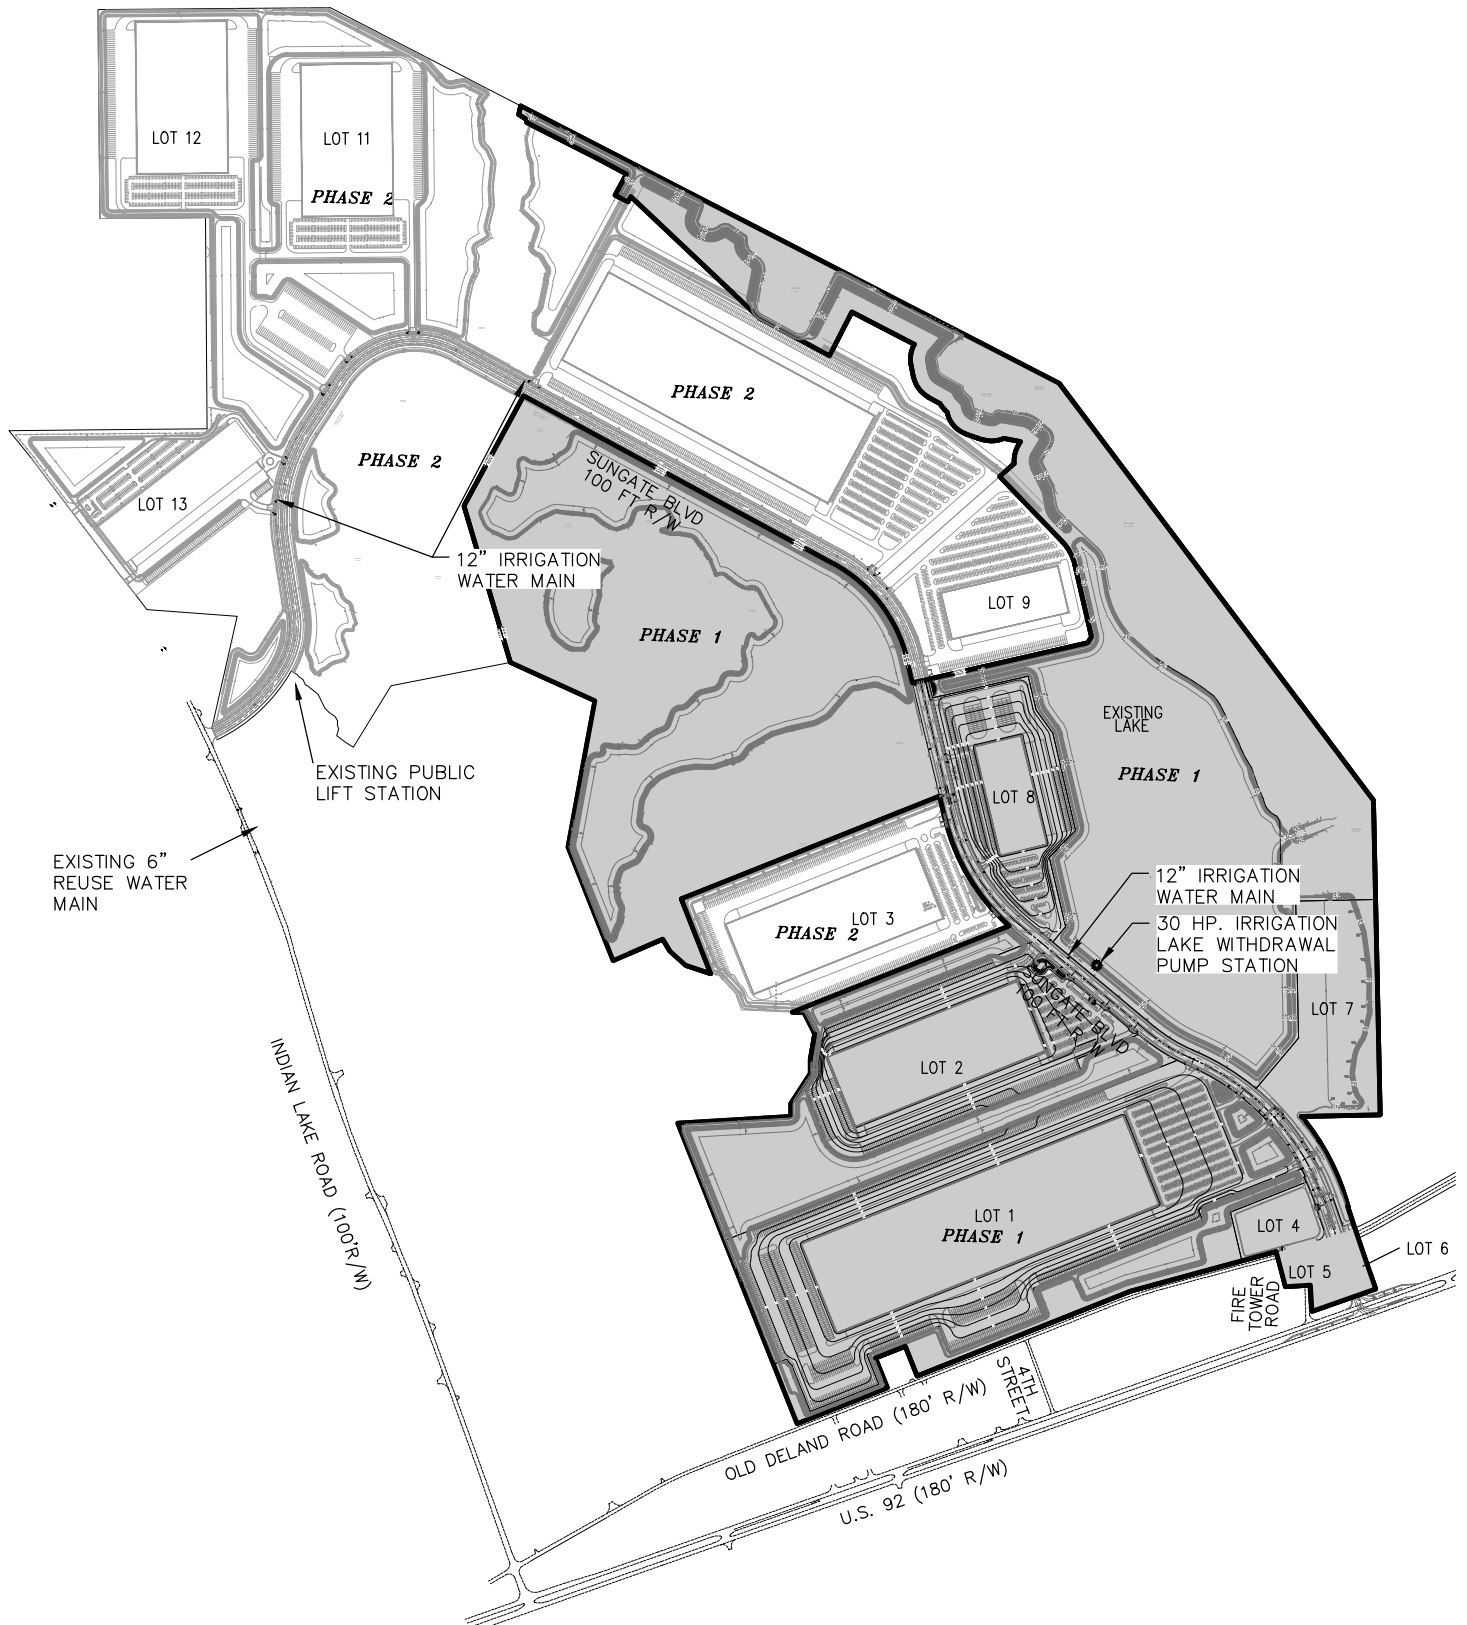 LOT 12
LOT 11
PHASE 2
PHASE 2
PHASE 2
SUNGATE BLVD
100 FT R/W
LOT 13
12" IRRIGATION
WATER MAIN
LOT 9
PHASE 1
EXISTING
LAKE
PHASE 1
EXISTING PUBLIC
LIFT STATION
LOT 8
EXISTING 6"
REUSE WATER
MAIN
12" IRRIGATION
WATER MAIN
LOT 3
PHASE 2
30 HP. IRRIGATION
LAKE WITHDRAWAL
PUMP STATION
SUNGATE BLVD
100 FT R/W
LOT 7
LOT 2
INDIAN LAKE ROAD (100'R/W)
LOT 1
PHASE 1
LOT 4
LOT 6
LOT 5
FIRE
TOWER
ROAD
4TH
STREET
OLD DELAND ROAD (180' R/W)
U.S. 92 (180' R/W)